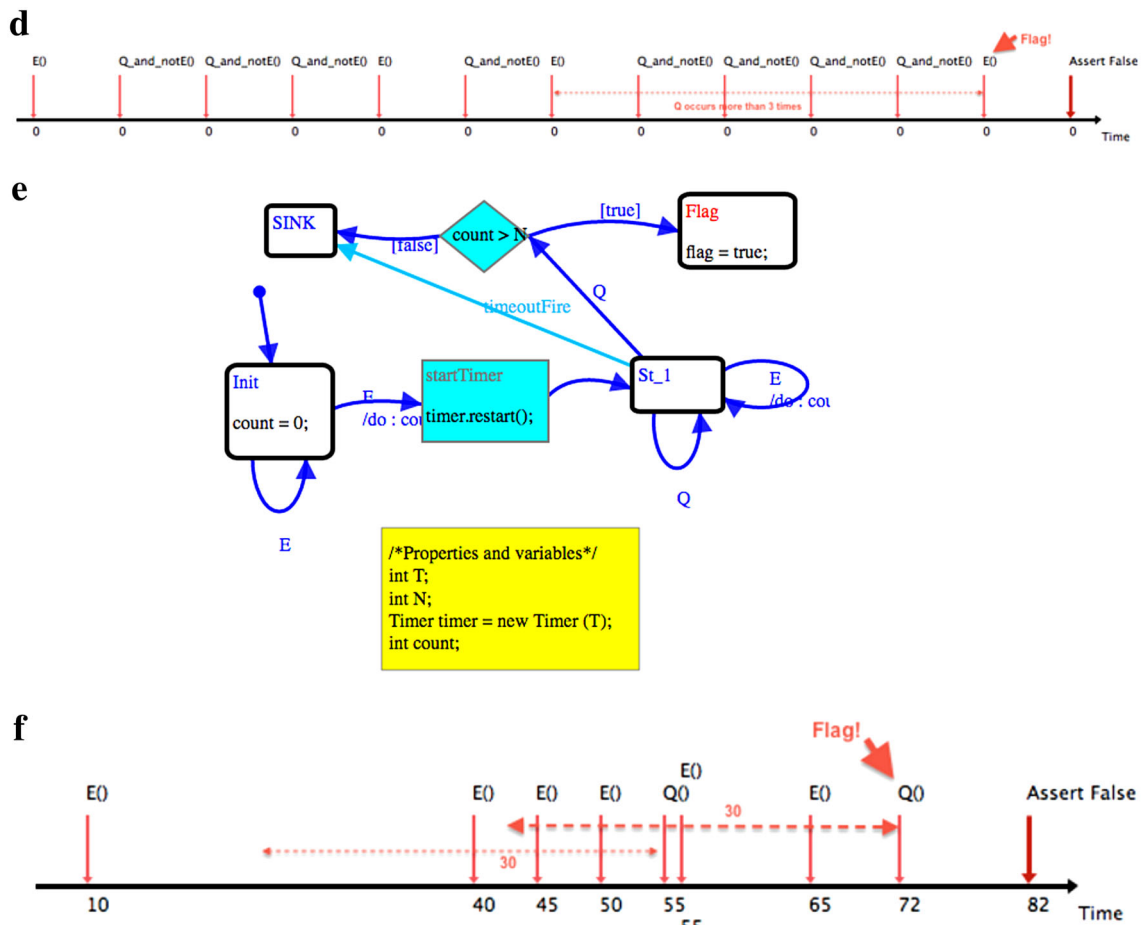 d
Flag!
E() Q_and_notE() Q_and_notE() Q_and_notE() E() Q_and_notE() E() Q_and_notE() Q_and_notE() Q_and_notE() Q_and_notE() E() Assert False
Q occurs more than 3 times
0 0 0 0 0 0 0 0 0 0 0 0 0
Time
e
SINK
[false]
count > N
[true]
Flag
flag = true;
timeoutFire
Q
Init
count = 0;
E
/do : cou
startTimer
timer.restart();
St_1
E
/do : cou
E
Q
/*Properties and variables*/
int T;
int N;
Timer timer = new Timer (T);
int count;
f
Flag!
E() E() E() E() Q() E() E() Q() Assert False
30
30
10 40 45 50 55 65 72 82
Time